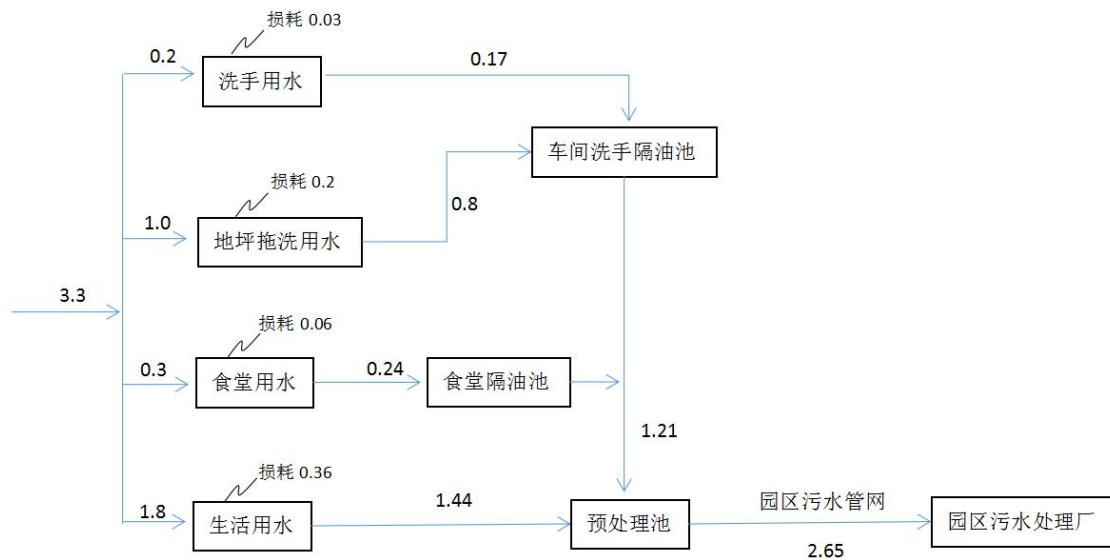 损耗 0.03
0.2
洗手用水
0.17
车间洗手隔油池
损耗 0.2
1.0
地坪拖洗用水
0.8
3.3
损耗 0.06
0.3
食堂用水
0.24
食堂隔油池
1.21
损耗 0.36
1.8
生活用水
1.44
预处理池
园区污水管网
2.65
园区污水处理厂